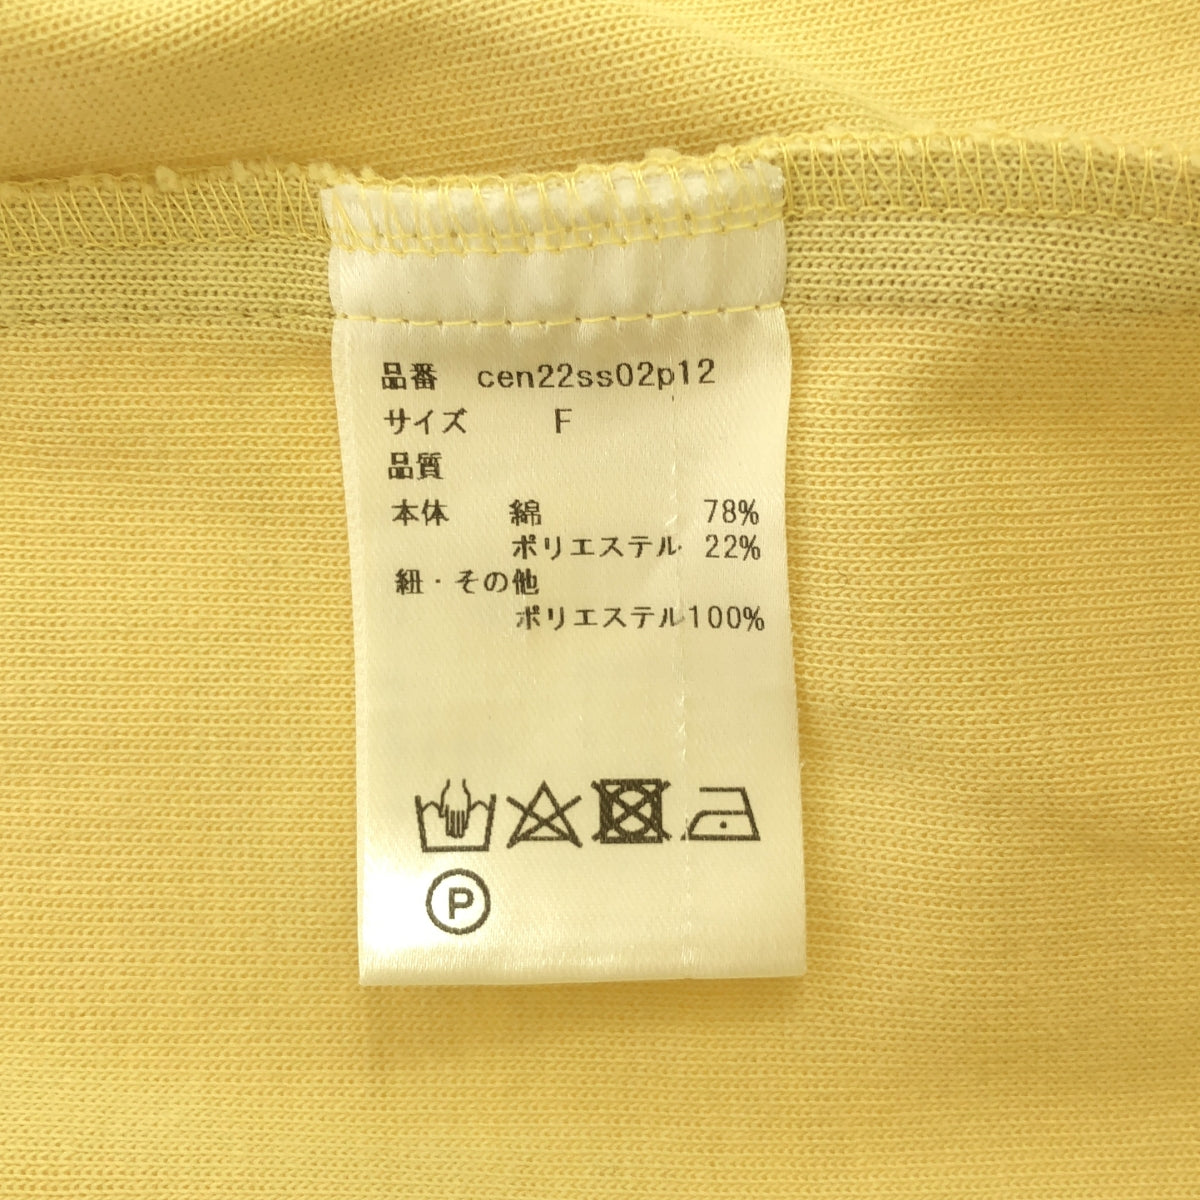 品番 cen22ss02p12
サイズ F
品質
本体 綿 78%
ポリエステル 22%
紐・その他
ポリエステル100%
P